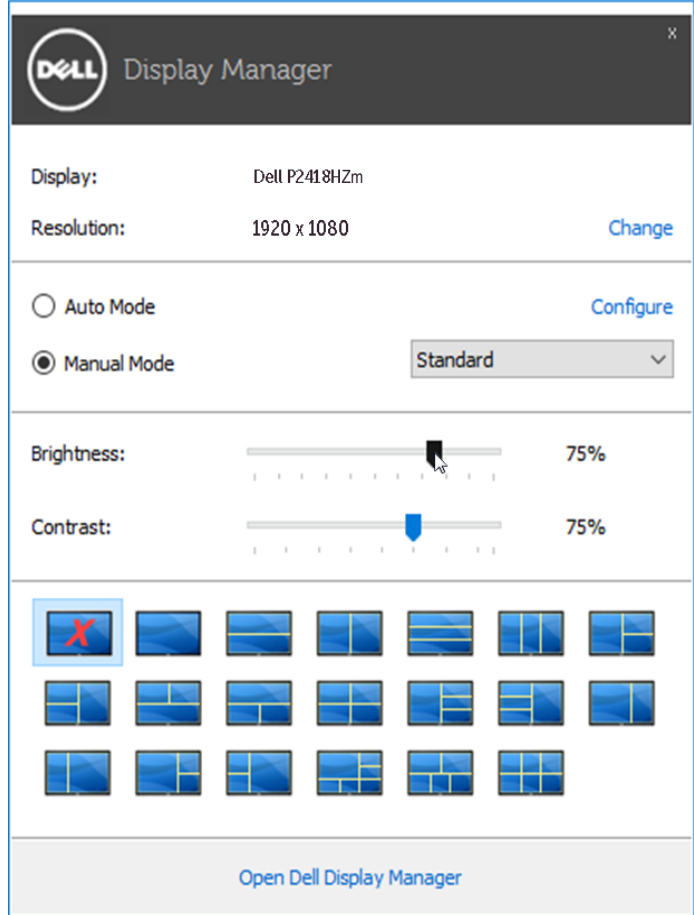 DELL Display Manager X
Display: Dell P2418HZm
Resolution: 1920 x 1080 Change
Auto Mode Configure
Manual Mode Standard
Brightness: 75%
Contrast: 75%
X
Open Dell Display Manager